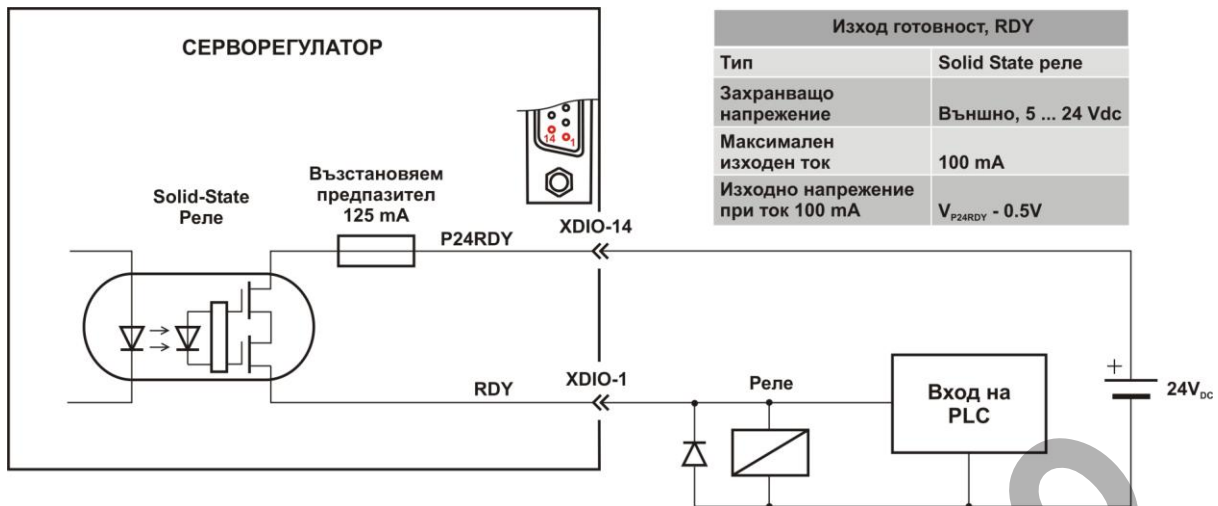 СЕРВОРЕГУЛАТОР
Изход готовност, RDY
Тип Solid State реле
Захранващо
напрежение Външно, 5 ... 24 Vdc
Максимален
изходен ток 100 mA
Изходно напрежение
при ток 100 mA V_P24RDY - 0.5V
14 1
Solid-State
Реле
Възстановяем
предпазител
125 mA
P24RDY
XDIO-14
RDY
XDIO-1
Реле
Вход на
PLC
+
24V_DC